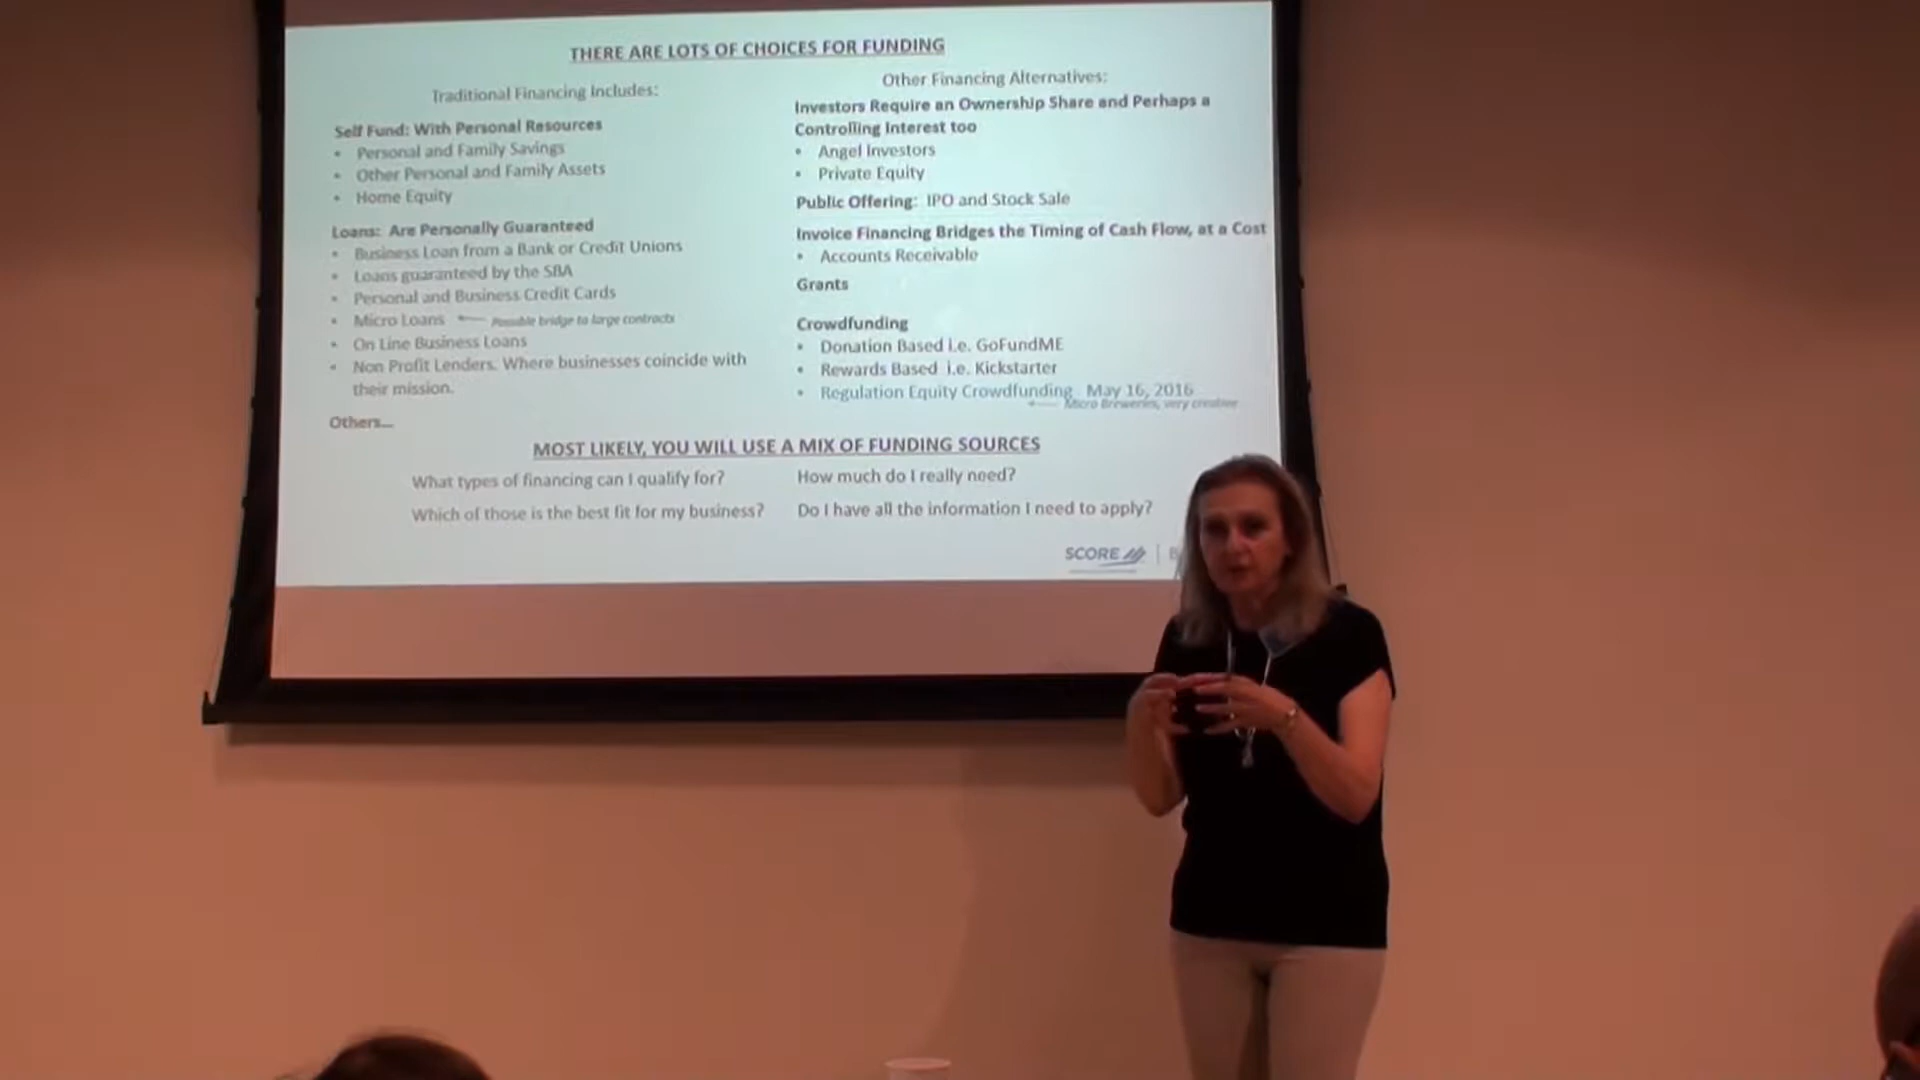 THERE ARE LOTS OF CHOICES FOR FUNDING
Traditional Financing Includes:
Self Fund: With Personal Resources
• Personal and Family Savings
• Other Personal and Family Assets
• Home Equity
Loans: Are Personally Guaranteed
• Business Loan from a Bank or Credit Unions
• Loans guaranteed by the SBA
• Personal and Business Credit Cards
• Micro Loans Possible bridge to large contracts
• On Line Business Loans
• Non Profit Lenders. Where businesses coincide with
their mission.
Others...
Other Financing Alternatives:
Investors Require an Ownership Share and Perhaps a
Controlling Interest too
• Angel Investors
• Private Equity
Public Offering: IPO and Stock Sale
Invoice Financing Bridges the Timing of Cash Flow, at a Cost
• Accounts Receivable
Grants
Crowdfunding
• Donation Based i.e. GoFundME
• Rewards Based i.e. Kickstarter
• Regulation Equity Crowdfunding May 16, 2016
Micro Breweries, very creative
MOST LIKELY, YOU WILL USE A MIX OF FUNDING SOURCES
What types of financing can I qualify for? How much do I really need?
Which of those is the best fit for my business? Do I have all the information I need to apply?
SCORE